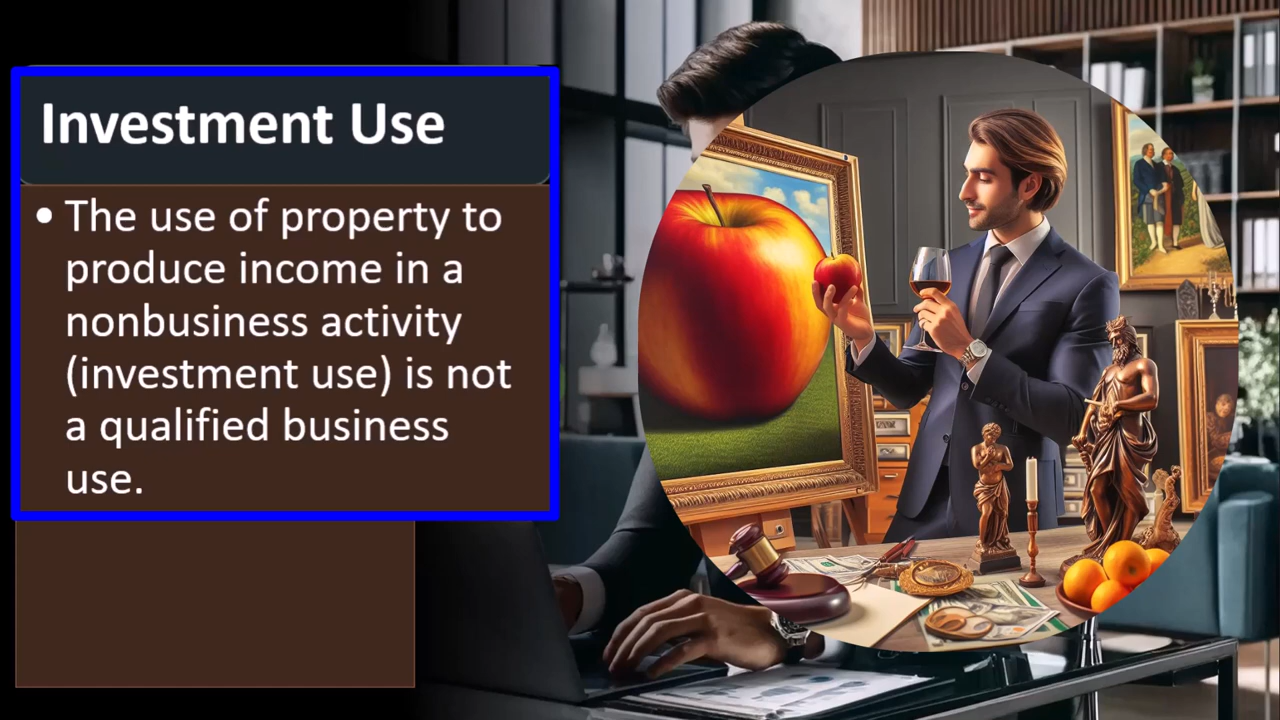 Investment Use
• The use of property to
produce income in a
nonbusiness activity
(investment use) is not
a qualified business
use.